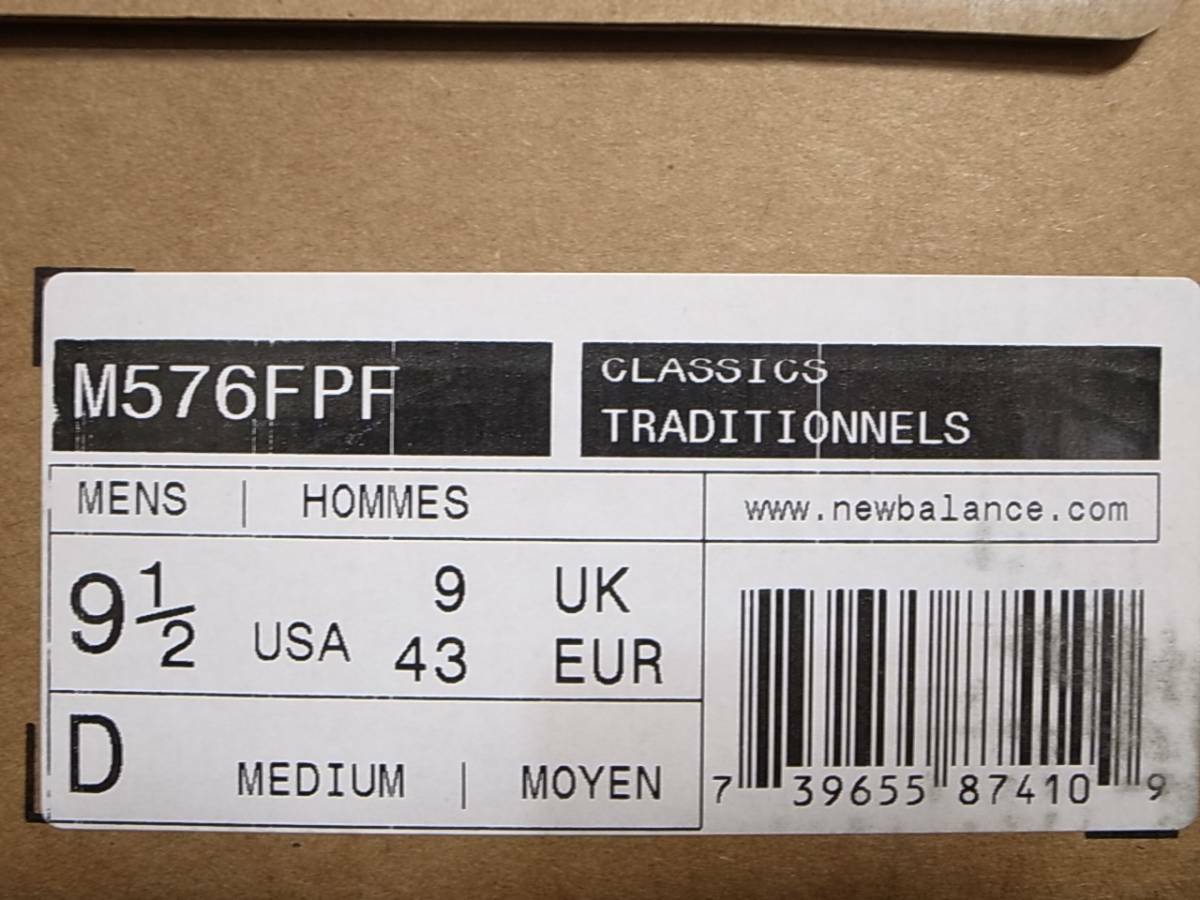 M576FPF
CLASSICS
TRADITIONNELS
MENS | HOMMES
www.newbalance.com
9 1/2 USA
9 UK
43 EUR
D MEDIUM | MOYEN
7 39655 87410 9